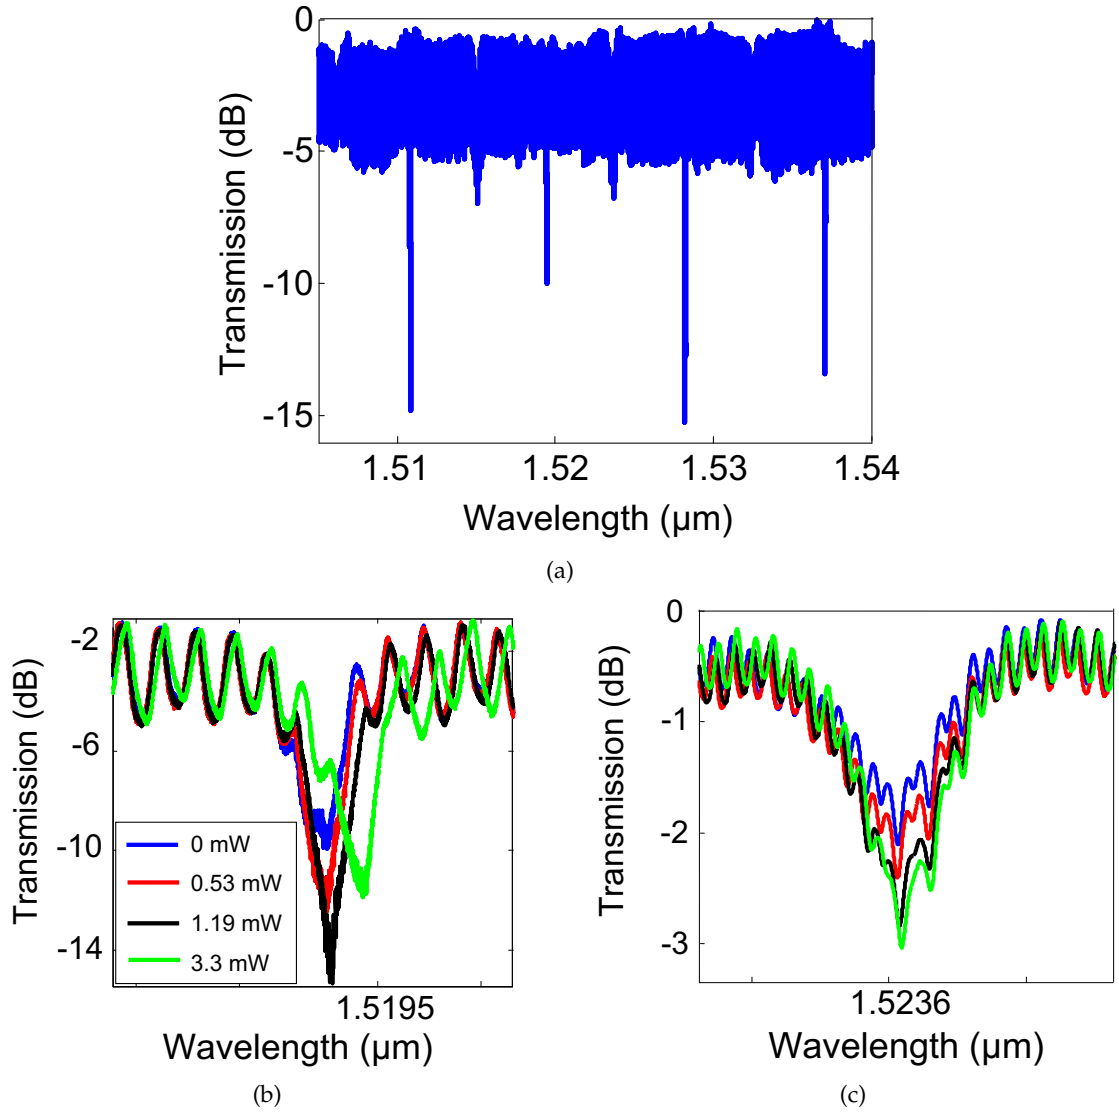 0
-5
-10
-15
Transmission (dB)
1.51 1.52 1.53 1.54
Wavelength (µm)
(a)
-2
-6
-10
-14
Transmission (dB)
0 mW
0.53 mW
1.19 mW
3.3 mW
1.5195
Wavelength (µm)
(b)
0
-1
-2
-3
Transmission (dB)
1.5236
Wavelength (µm)
(c)